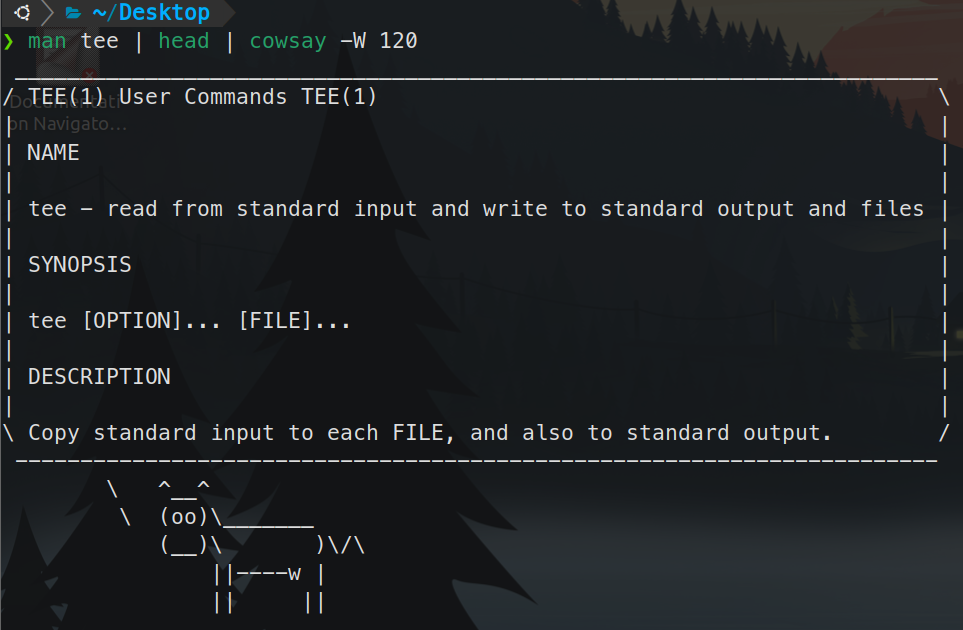 ~/Desktop
❯ man tee | head | cowsay -W 120
 _______________________________________________________________________
/ TEE(1) User Commands TEE(1)                                           \
|                                                                       |
| NAME                                                                  |
|                                                                       |
| tee - read from standard input and write to standard output and files |
|                                                                       |
| SYNOPSIS                                                              |
|                                                                       |
| tee [OPTION]... [FILE]...                                             |
|                                                                       |
| DESCRIPTION                                                           |
|                                                                       |
\ Copy standard input to each FILE, and also to standard output.        /
 -----------------------------------------------------------------------
        \   ^__^
         \  (oo)\_______
            (__)\       )\/\
                ||----w |
                ||     ||
Documentati
on Navigato...